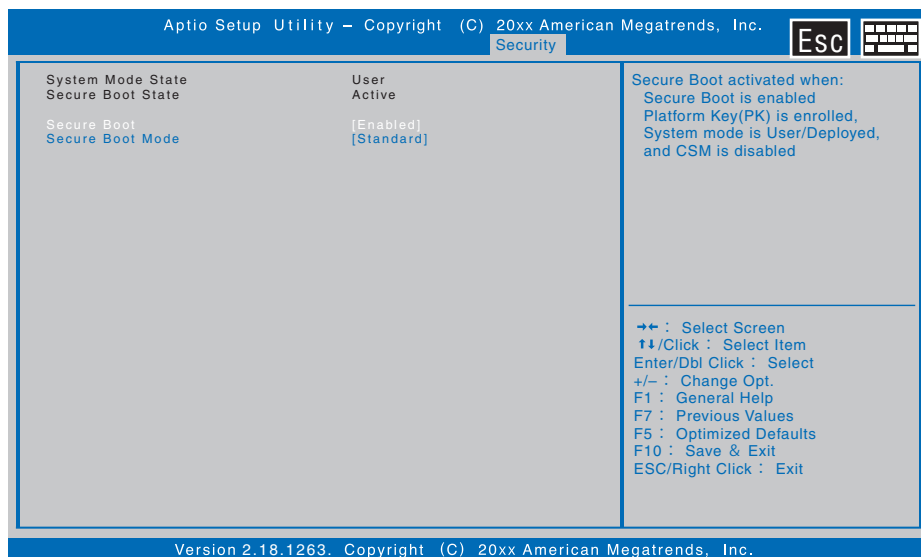 Aptio Setup Utility – Copyright (C) 20xx American Megatrends, Inc.
Security
Esc
System Mode State User
Secure Boot State Active
Secure Boot [Enabled]
Secure Boot Mode [Standard]
Secure Boot activated when:
Secure Boot is enabled
Platform Key(PK) is enrolled,
System mode is User/Deployed,
and CSM is disabled
→← : Select Screen
↑↓/Click : Select Item
Enter/Dbl Click : Select
+/– : Change Opt.
F1 : General Help
F7 : Previous Values
F5 : Optimized Defaults
F10 : Save & Exit
ESC/Right Click : Exit
Version 2.18.1263. Copyright (C) 20xx American Megatrends, Inc.